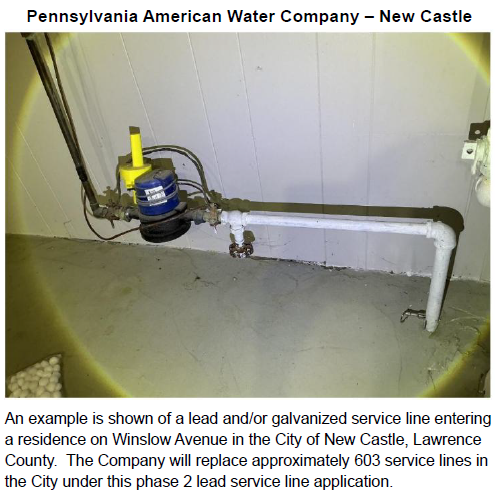 Pennsylvania American Water Company – New Castle
An example is shown of a lead and/or galvanized service line entering
a residence on Winslow Avenue in the City of New Castle, Lawrence
County.  The Company will replace approximately 603 service lines in
the City under this phase 2 lead service line application.